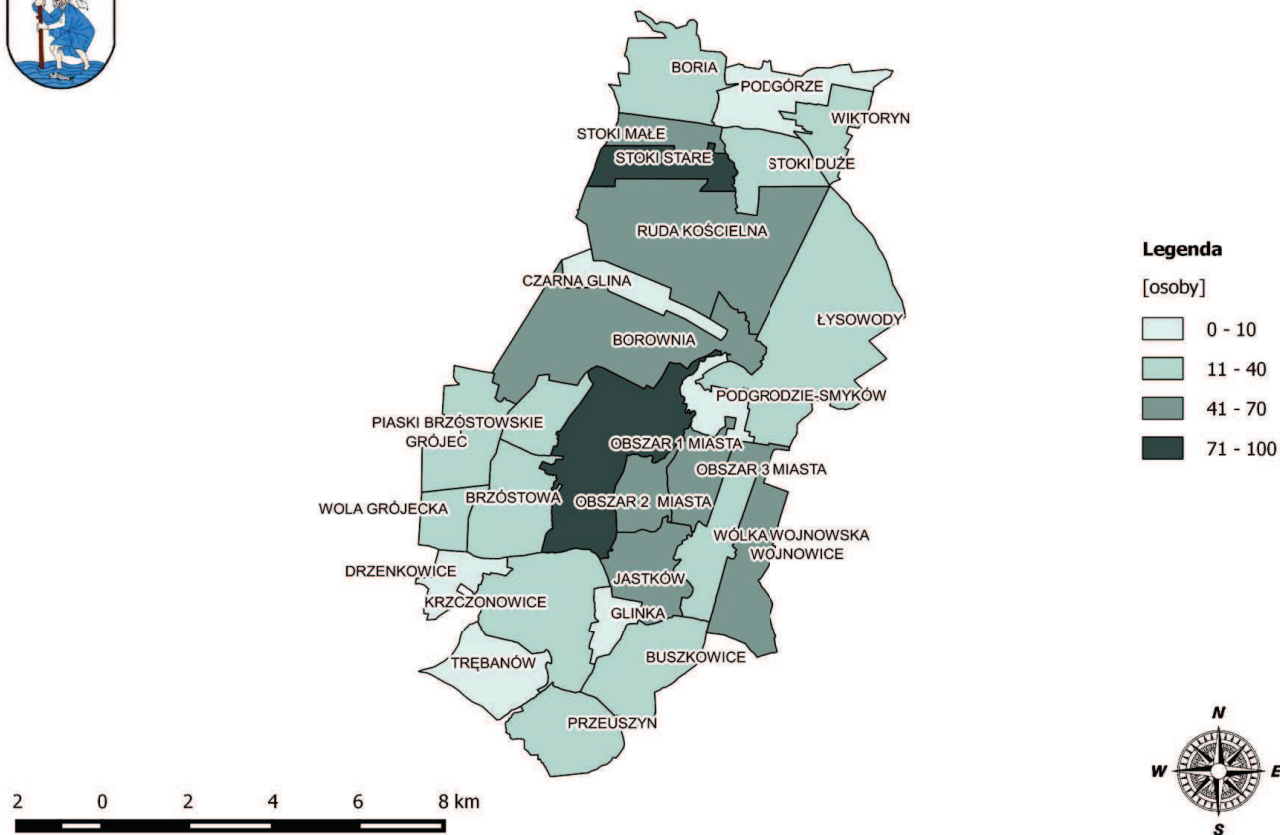 BORIA
PODGÓRZE
WIKTORYN
STOKI MAŁE
STOKI STARE
STOKI DUŻE
RUDA KOŚCIELNA
CZARNA GLINA
ŁYSOWODY
BOROWNIA
PODGRODZIE-SMYKÓW
PIASKI BRZÓSTOWSKIE
GRÓJEC
OBSZAR 1 MIASTA
OBSZAR 3 MIASTA
BRZÓSTOWA
OBSZAR 2 MIASTA
WOLA GRÓJECKA
WÓLKA WOJNOWSKA
WOJNOWICE
DRZENKOWICE
JASTKÓW
KRZCZONOWICE
GLINKA
BUSZKOWICE
TRĘBANÓW
PRZEUSZYN
Legenda
[osoby]
0 - 10
11 - 40
41 - 70
71 - 100
N
W E
S
2 0 2 4 6 8 km